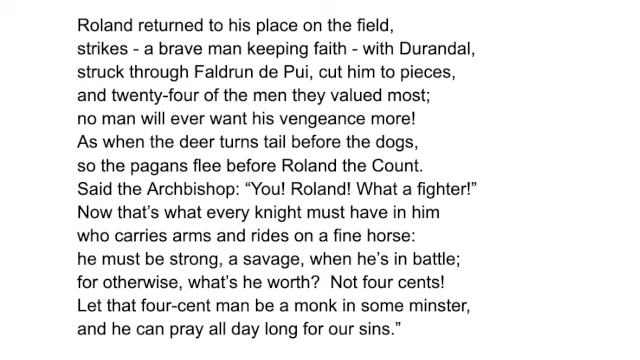 Roland returned to his place on the field,
strikes - a brave man keeping faith - with Durandal,
struck through Faldrun de Pui, cut him to pieces,
and twenty-four of the men they valued most;
no man will ever want his vengeance more!
As when the deer turns tail before the dogs,
so the pagans flee before Roland the Count.
Said the Archbishop: “You! Roland! What a fighter!”
Now that’s what every knight must have in him
who carries arms and rides on a fine horse:
he must be strong, a savage, when he’s in battle;
for otherwise, what’s he worth?  Not four cents!
Let that four-cent man be a monk in some minster,
and he can pray all day long for our sins.”